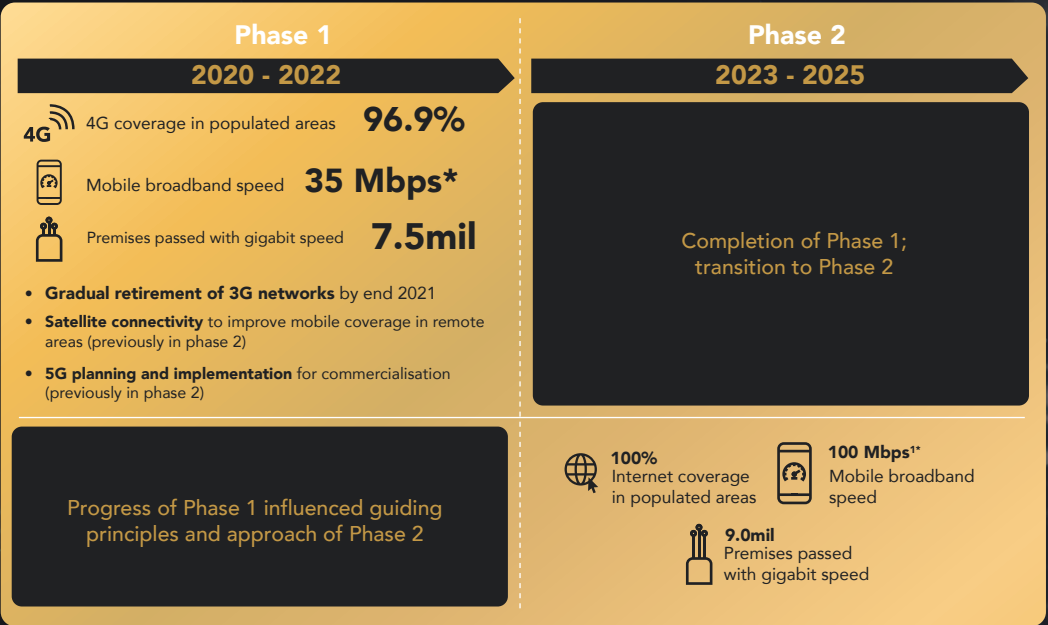 Phase 1
2020 - 2022
4G
4G coverage in populated areas
96.9%
Mobile broadband speed
35 Mbps*
Premises passed with gigabit speed
7.5mil
• Gradual retirement of 3G networks by end 2021
• Satellite connectivity to improve mobile coverage in remote
areas (previously in phase 2)
• 5G planning and implementation for commercialisation
(previously in phase 2)
Phase 2
2023 - 2025
Completion of Phase 1;
transition to Phase 2
Progress of Phase 1 influenced guiding
principles and approach of Phase 2
100%
Internet coverage
in populated areas
100 Mbps¹*
Mobile broadband
speed
9.0mil
Premises passed
with gigabit speed